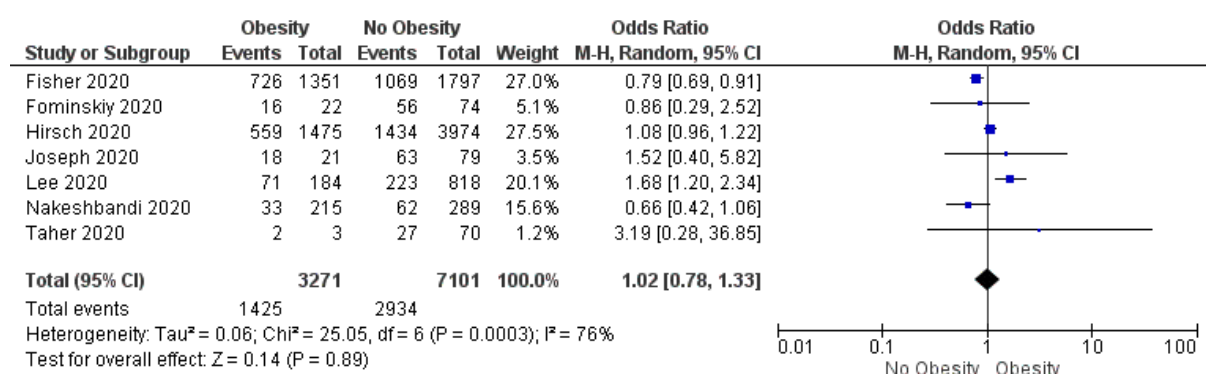 Obesity No Obesity Odds Ratio Odds Ratio
Study or Subgroup Events Total Events Total Weight M-H, Random, 95% CI M-H, Random, 95% CI
Fisher 2020 726 1351 1069 1797 27.0% 0.79 [0.69, 0.91]
Fominskiy 2020 16 22 56 74 5.1% 0.86 [0.29, 2.52]
Hirsch 2020 559 1475 1434 3974 27.5% 1.08 [0.96, 1.22]
Joseph 2020 18 21 63 79 3.5% 1.52 [0.40, 5.82]
Lee 2020 71 184 223 818 20.1% 1.68 [1.20, 2.34]
Nakeshbandi 2020 33 215 62 289 15.6% 0.66 [0.42, 1.06]
Taher 2020 2 3 27 70 1.2% 3.19 [0.28, 36.85]
Total (95% CI) 3271 7101 100.0% 1.02 [0.78, 1.33]
Total events 1425 2934
Heterogeneity: Tau² = 0.06; Chi² = 25.05, df = 6 (P = 0.0003); I² = 76%
Test for overall effect: Z = 0.14 (P = 0.89)
0.01 0.1 1 10 100
No Obesity Obesity